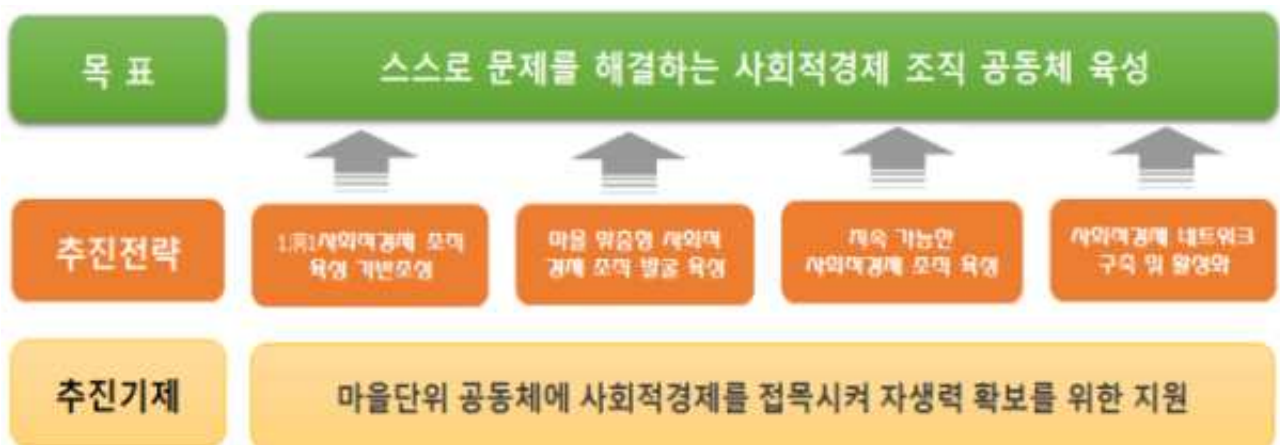 목 표
스스로 문제를 해결하는 사회적경제 조직 공동체 육성
추진전략
1洞1사회적경제 조직
육성 기반조성
마을 맞춤형 사회적
경제 조직 발굴 육성
지속 가능한
사회적경제 조직 육성
사회적경제 네트워크
구축 및 활성화
추진기제
마을단위 공동체에 사회적경제를 접목시켜 자생력 확보를 위한 지원